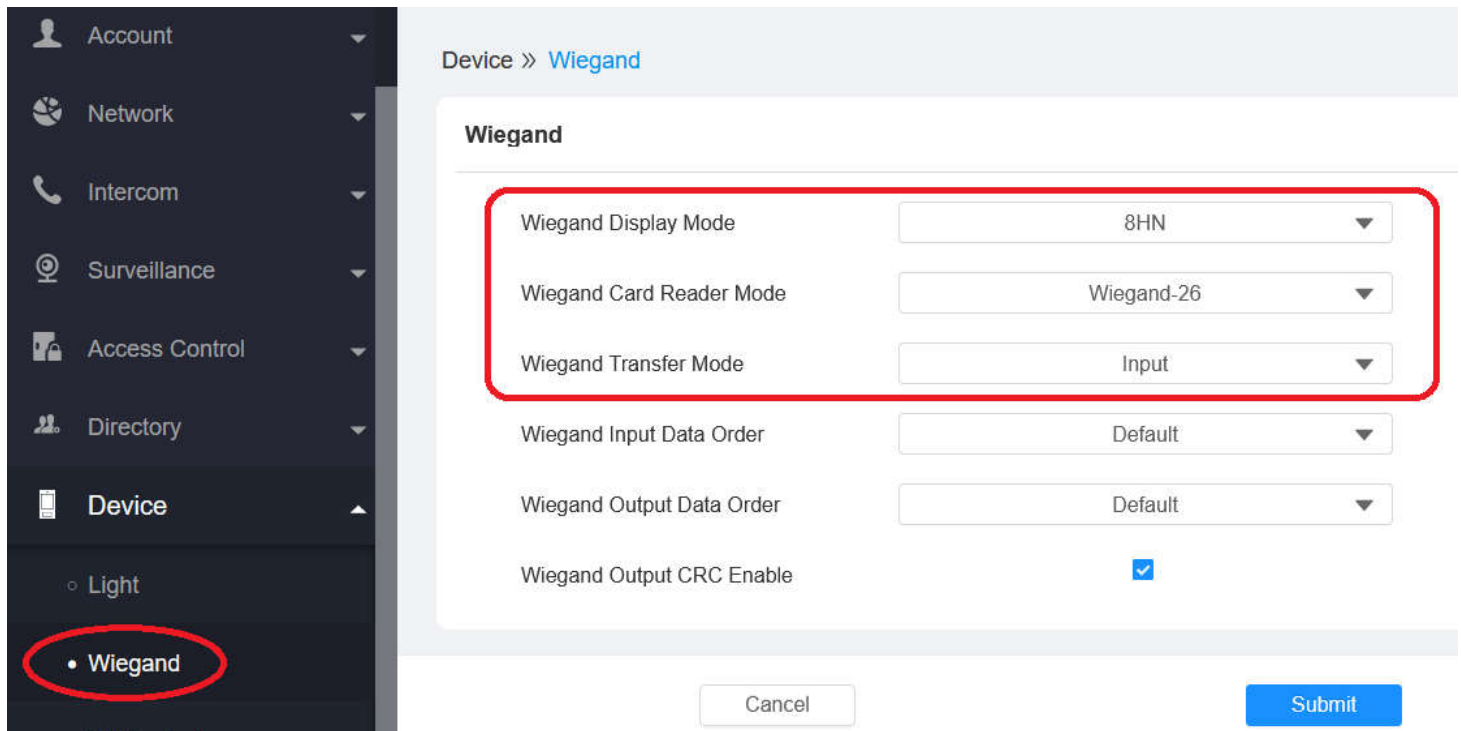 Account
Network
Intercom
Surveillance
Access Control
Directory
Device
Light
Wiegand
Device » Wiegand
Wiegand
Wiegand Display Mode 8HN
Wiegand Card Reader Mode Wiegand-26
Wiegand Transfer Mode Input
Wiegand Input Data Order Default
Wiegand Output Data Order Default
Wiegand Output CRC Enable
Cancel Submit